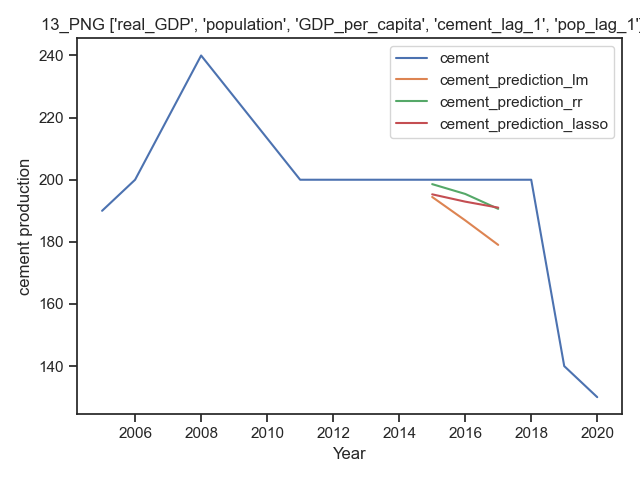 13_PNG ['real_GDP', 'population', 'GDP_per_capita', 'cement_lag_1', 'pop_lag_1'
cement
cement_prediction_lm
cement_prediction_rr
cement_prediction_lasso
240
220
200
180
160
140
cement production
2006 2008 2010 2012 2014 2016 2018 2020
Year